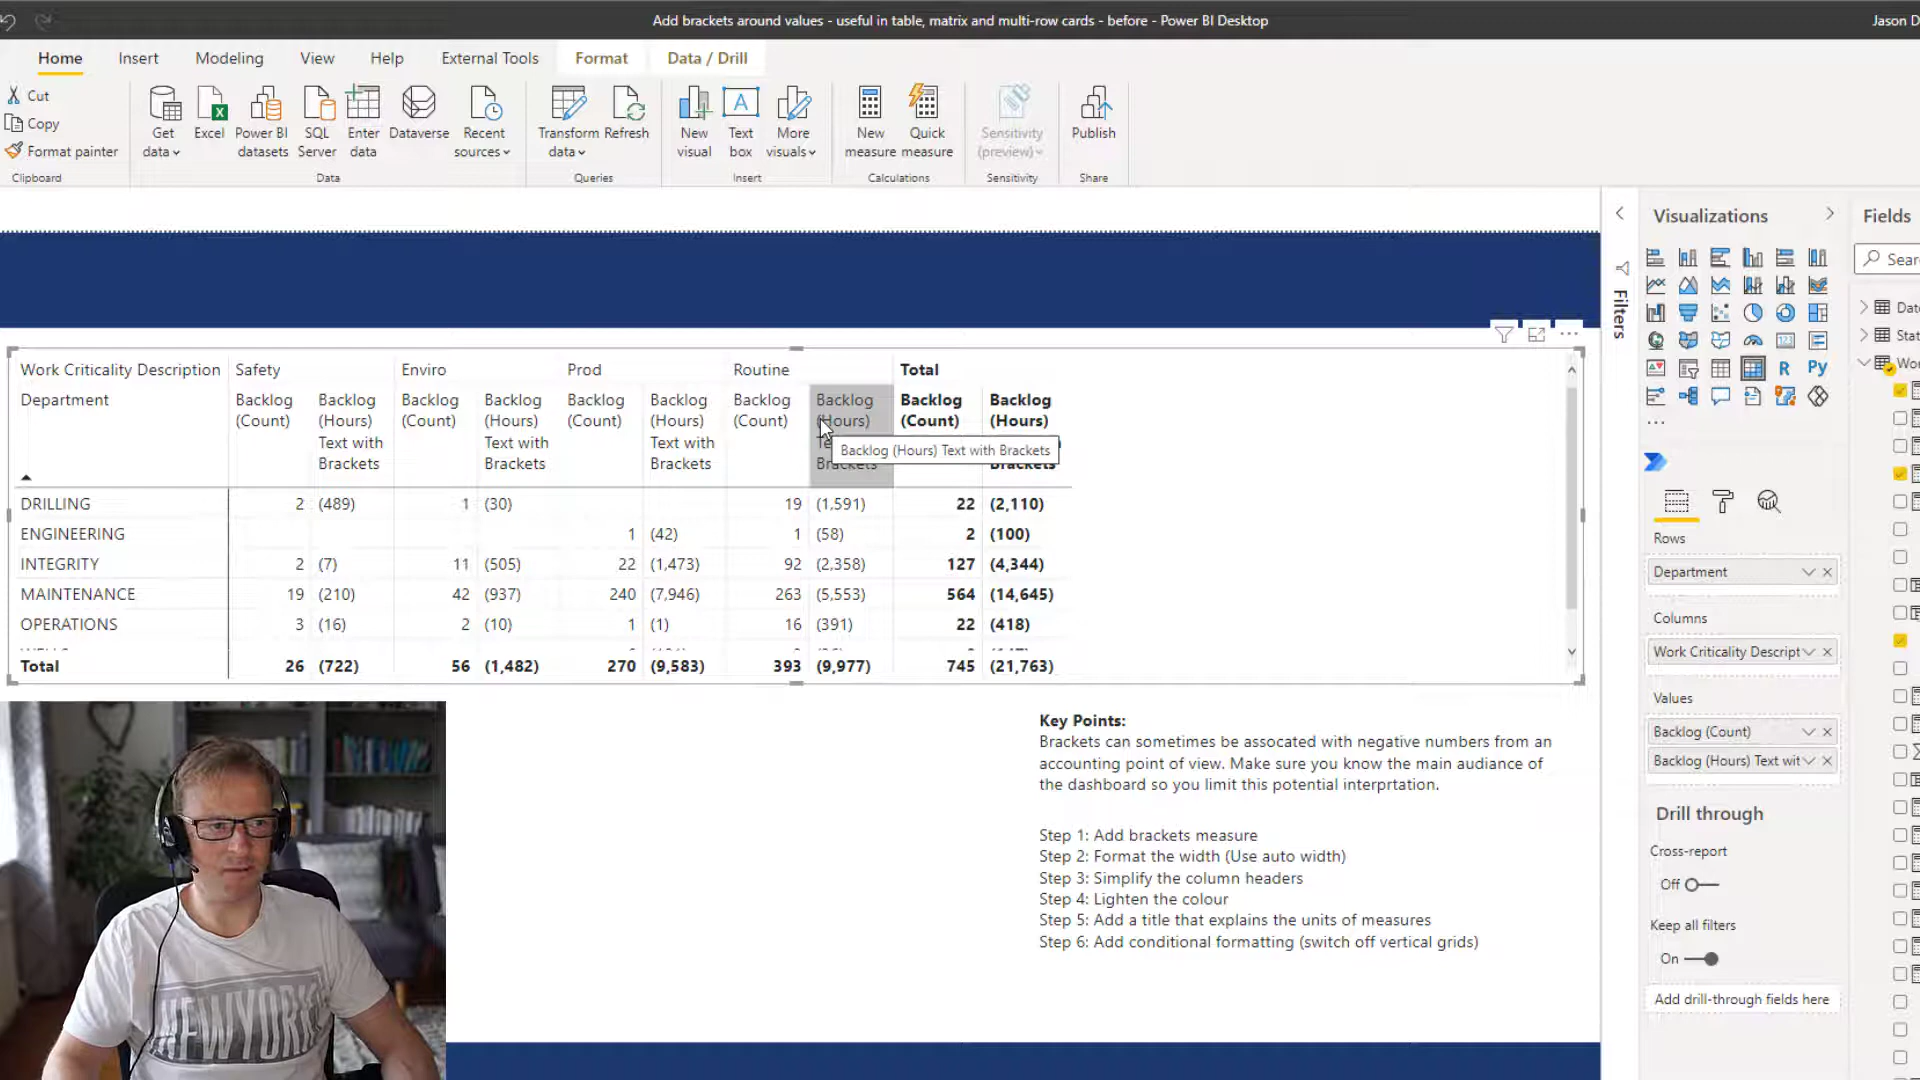 Add brackets around values - useful in table, matrix and multi-row cards - before - Power BI Desktop
Jason D
Home Insert Modeling View Help External Tools Format Data / Drill
Cut
Copy
Format painter
Clipboard
Get data
Excel
Power BI datasets
SQL Server
Enter data
Dataverse
Recent sources
Data
Transform data
Refresh
Queries
New visual
Text box
More visuals
Insert
New measure
Quick measure
Calculations
Sensitivity (preview)
Sensitivity
Publish
Share
Work Criticality Description Safety Enviro Prod Routine Total
Department Backlog Backlog Backlog Backlog Backlog Backlog Backlog Backlog Backlog Backlog
(Count) (Hours) (Count) (Hours) (Count) (Hours) (Count) (Hours) (Count) (Hours)
Text with Text with Text with
Brackets Brackets Brackets Brackets Brackets
Backlog (Hours) Text with Brackets
DRILLING 2 (489) 1 (30) 19 (1,591) 22 (2,110)
ENGINEERING 1 (42) 1 (58) 2 (100)
INTEGRITY 2 (7) 11 (505) 22 (1,473) 92 (2,358) 127 (4,344)
MAINTENANCE 19 (210) 42 (937) 240 (7,946) 263 (5,553) 564 (14,645)
OPERATIONS 3 (16) 2 (10) 1 (1) 16 (391) 22 (418)
Total 26 (722) 56 (1,482) 270 (9,583) 393 (9,977) 745 (21,763)
Key Points:
Brackets can sometimes be assocated with negative numbers from an
accounting point of view. Make sure you know the main audiance of
the dashboard so you limit this potential interprtation.
Step 1: Add brackets measure
Step 2: Format the width (Use auto width)
Step 3: Simplify the column headers
Step 4: Lighten the colour
Step 5: Add a title that explains the units of measures
Step 6: Add conditional formatting (switch off vertical grids)
NEWYORK
Filters
Visualizations
R Py
123
Rows
Department
Columns
Work Criticality Descript
Values
Backlog (Count)
Backlog (Hours) Text wit
Drill through
Cross-report
Off
Keep all filters
On
Add drill-through fields here
Fields
Sear
Dat
Stat
Wo